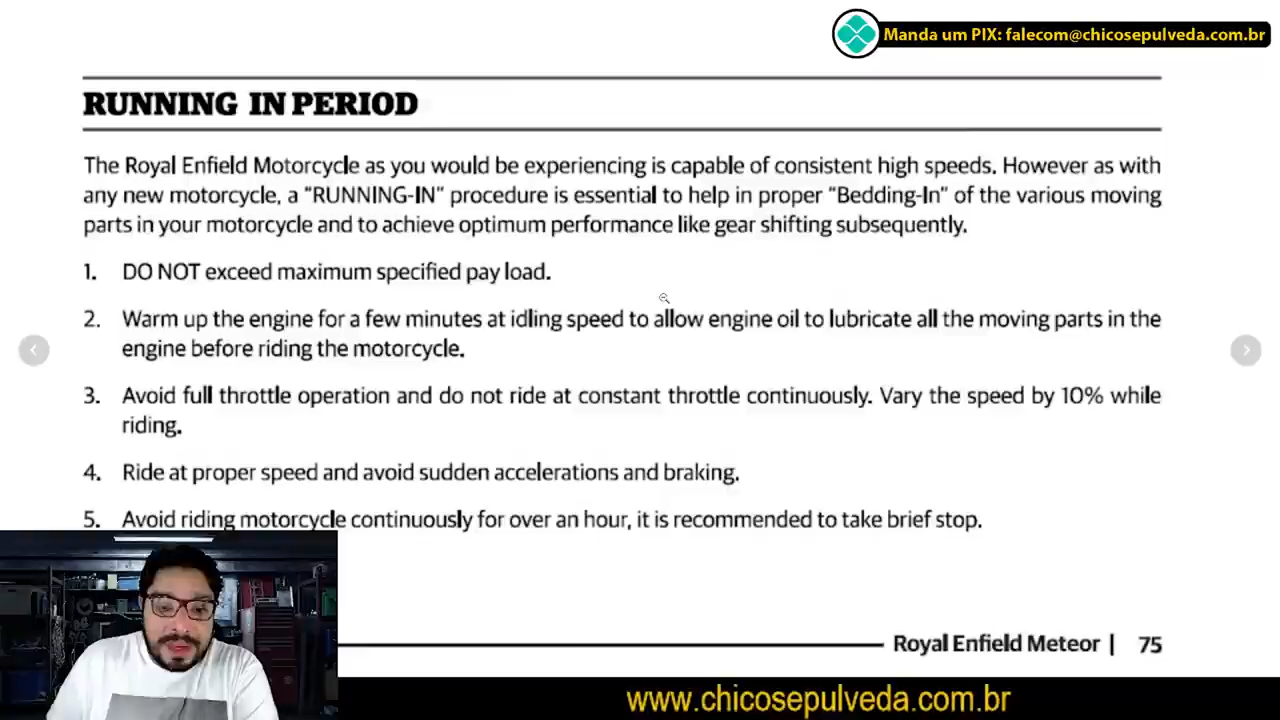 Manda um PIX: falecom@chicosepulveda.com.br
RUNNING IN PERIOD
The Royal Enfield Motorcycle as you would be experiencing is capable of consistent high speeds. However as with
any new motorcycle, a “RUNNING-IN” procedure is essential to help in proper “Bedding-In” of the various moving
parts in your motorcycle and to achieve optimum performance like gear shifting subsequently.
1. DO NOT exceed maximum specified pay load.
2. Warm up the engine for a few minutes at idling speed to allow engine oil to lubricate all the moving parts in the
engine before riding the motorcycle.
3. Avoid full throttle operation and do not ride at constant throttle continuously. Vary the speed by 10% while
riding.
4. Ride at proper speed and avoid sudden accelerations and braking.
5. Avoid riding motorcycle continuously for over an hour, it is recommended to take brief stop.
Royal Enfield Meteor | 75
www.chicosepulveda.com.br